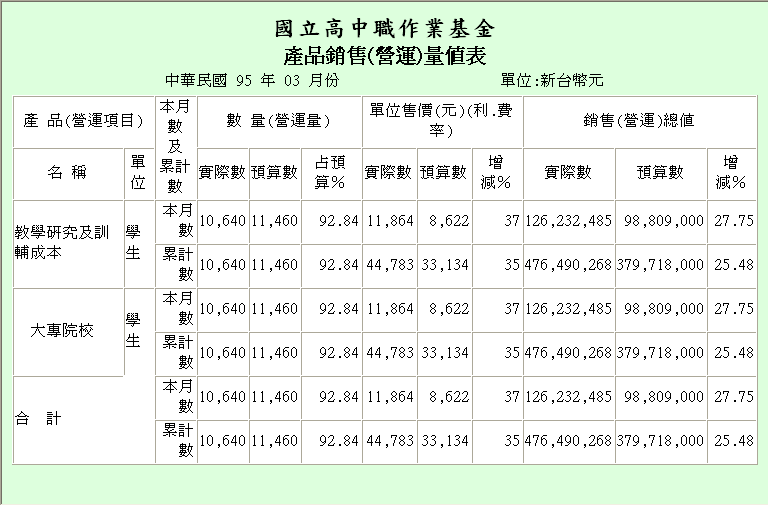 國立高中職作業基金
產品銷售(營運)量值表
中華民國 95 年 03 月份 單位:新台幣元
產 品(營運項目) 本月數及累計數 數 量(營運量) 單位售價(元)(利.費率) 銷售(營運)總值
名 稱 單位 實際數 預算數 占預算% 實際數 預算數 增減% 實際數 預算數 增減%
教學研究及訓輔成本 學生 本月數 10,640 11,460 92.84 11,864 8,622 37 126,232,485 98,809,000 27.75
累計數 10,640 11,460 92.84 44,783 33,134 35 476,490,268 379,718,000 25.48
大專院校 學生 本月數 10,640 11,460 92.84 11,864 8,622 37 126,232,485 98,809,000 27.75
累計數 10,640 11,460 92.84 44,783 33,134 35 476,490,268 379,718,000 25.48
合 計 本月數 10,640 11,460 92.84 11,864 8,622 37 126,232,485 98,809,000 27.75
累計數 10,640 11,460 92.84 44,783 33,134 35 476,490,268 379,718,000 25.48